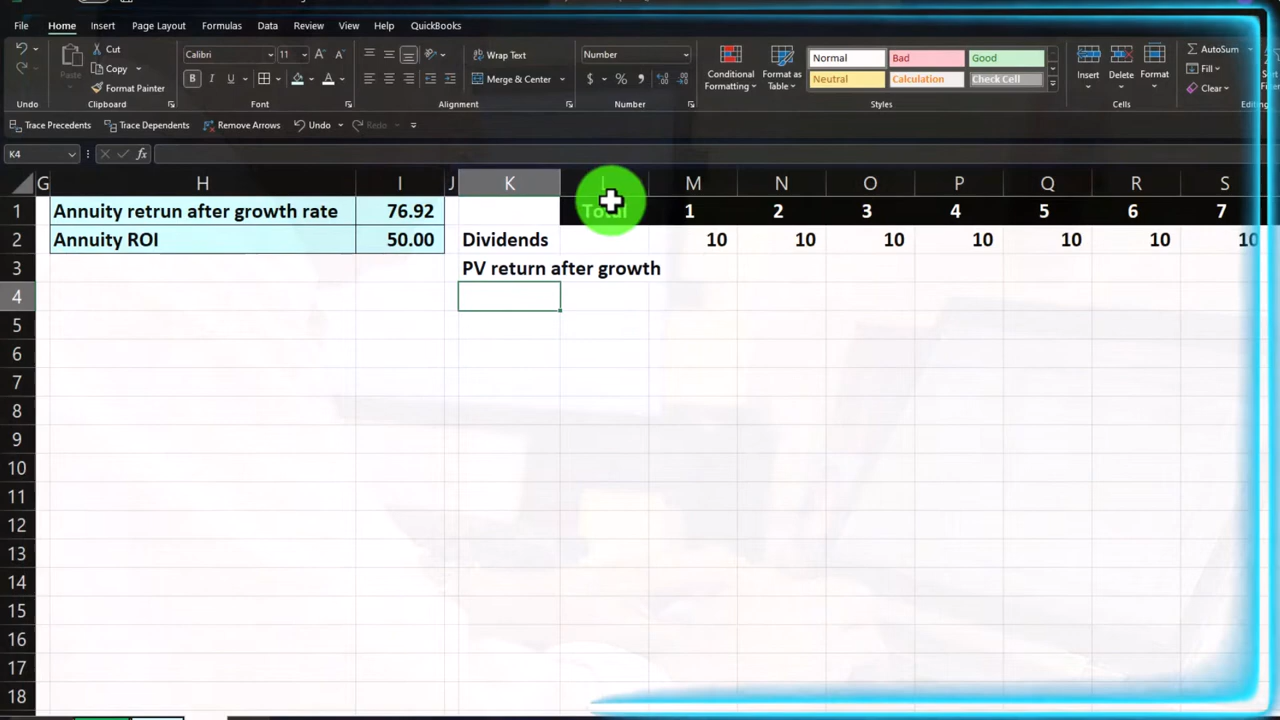 File Home Insert Page Layout Formulas Data Review View Help QuickBooks
Paste Cut Copy Format Painter
Calibri 11 B I U
Wrap Text Merge & Center
Number $ % ,
Conditional Formatting Format as Table
Normal Bad Good
Neutral Calculation Check Cell
Insert Delete Format
AutoSum Fill Clear
Undo Clipboard Font Alignment Number Styles Cells
Trace Precedents Trace Dependents Remove Arrows Undo Redo
K4 fx
G H I J K L M N O P Q R S
1 Annuity retrun after growth rate 76.92 Total 1 2 3 4 5 6 7
2 Annuity ROI 50.00 Dividends 10 10 10 10 10 10 10
3 PV return after growth
4
5
6
7
8
9
10
11
12
13
14
15
16
17
18